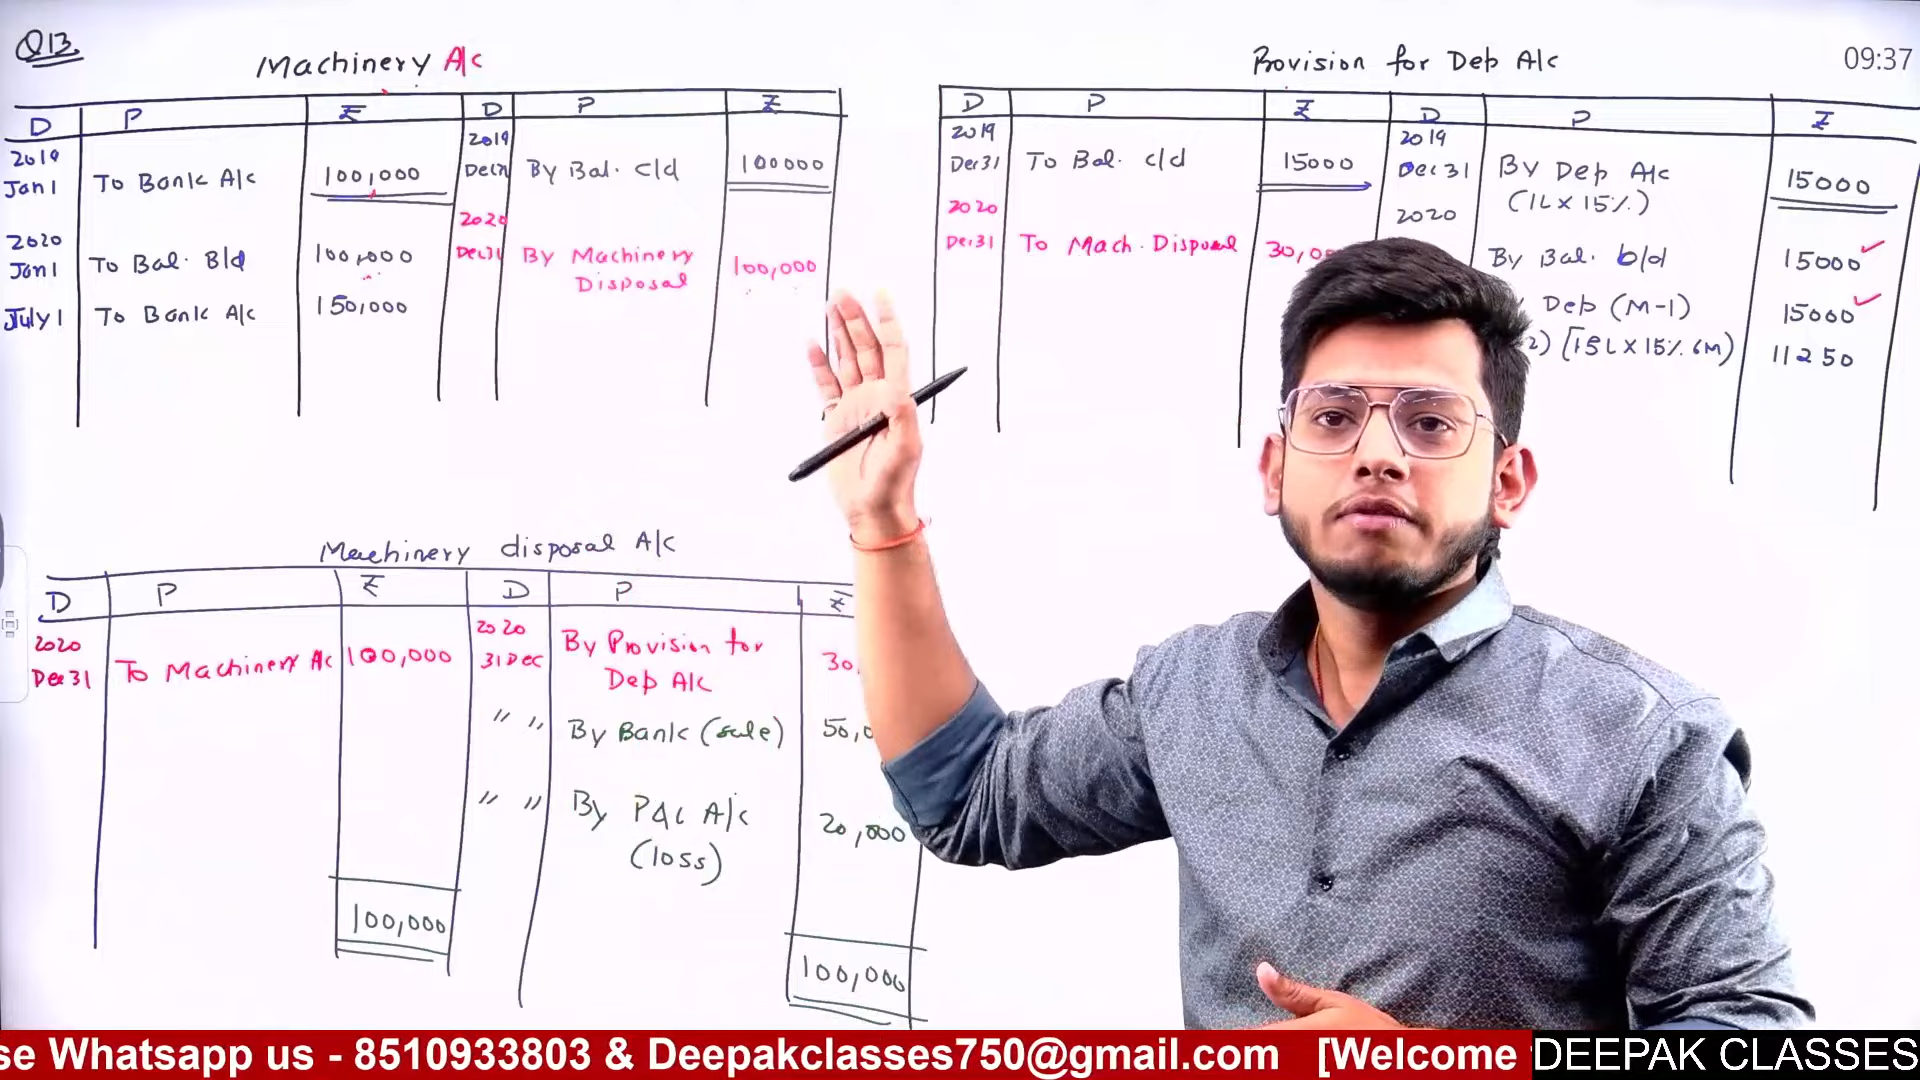 Q13.
Machinery A/c
D P ₹ D P ₹
2019 2019
Jan 1 To Bank A/c 100,000 Dec 31 By Bal. c/d 100000
2020 2020
Jan 1 To Bal. B/d 100,000 Dec 31 By Machinery 100,000
Disposal
July 1 To Bank A/c 150,000
Provision for Dep A/c
09:37
D P ₹ D P ₹
2019 2019
Dec 31 To Bal. c/d 15000 Dec 31 By Dep A/c 15000
(1L x 15%)
2020 2020
Dec 31 To Mach. Disposal By Bal. b/d 15000
Dep (M-1) 15000
2) [1.5L x 15% 6M) 11250
Machinery disposal A/c
D P ₹ D P ₹
2020 2020
Dec 31 To Machinery Ac 100,000 31 Dec By Provision for
Dep A/c
" " By Bank (sale)
" " By P&L A/c 20,000
(loss)
100,000 100,000
se Whatsapp us - 8510933803 & Deepakclasses750@gmail.com [Welcome DEEPAK CLASSES